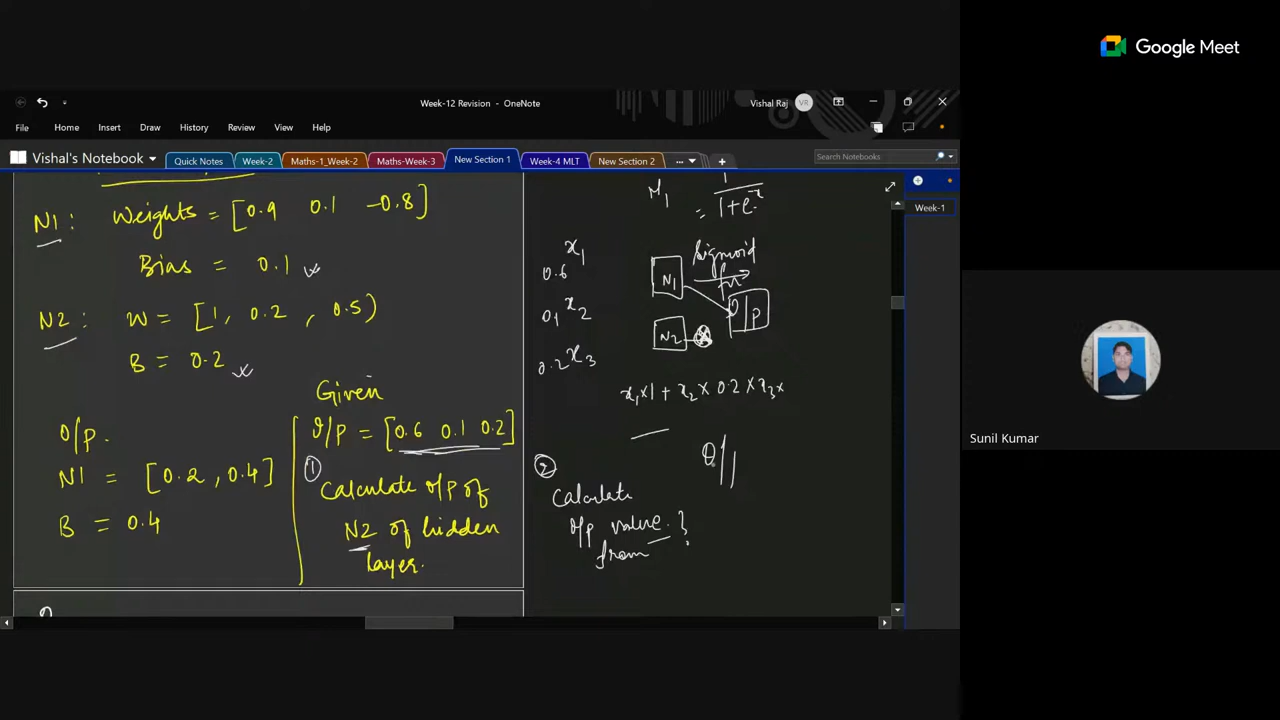 Google Meet
Week-12 Revision - OneNote
Vishal Raj VR
File Home Insert Draw History Review View Help
Vishal's Notebook Quick Notes Week-2 Maths-1_Week-2 Maths-Week-3 New Section 1 Week-4 MLT New Section 2 ... Search Notebooks
Week-1
N1: Weights = [0.9 0.1 -0.8]
Bias = 0.1
N2: W = [1, 0.2, 0.5)
B = 0.2
O/p.
N1 = [0.2, 0.4]
B = 0.4
Given
I/P = [0.6 0.1 0.2]
① Calculate o/p of
N2 of hidden
layer.
M1
1
= 1+e^-x
0.6 x1
0.1 x2
0.2 x3
N1
Sigmoid
fn
O/p
N2
x1×1 + x2 × 0.2 × x3×
②
Calculate
o/p value.
from
?
Sunil Kumar